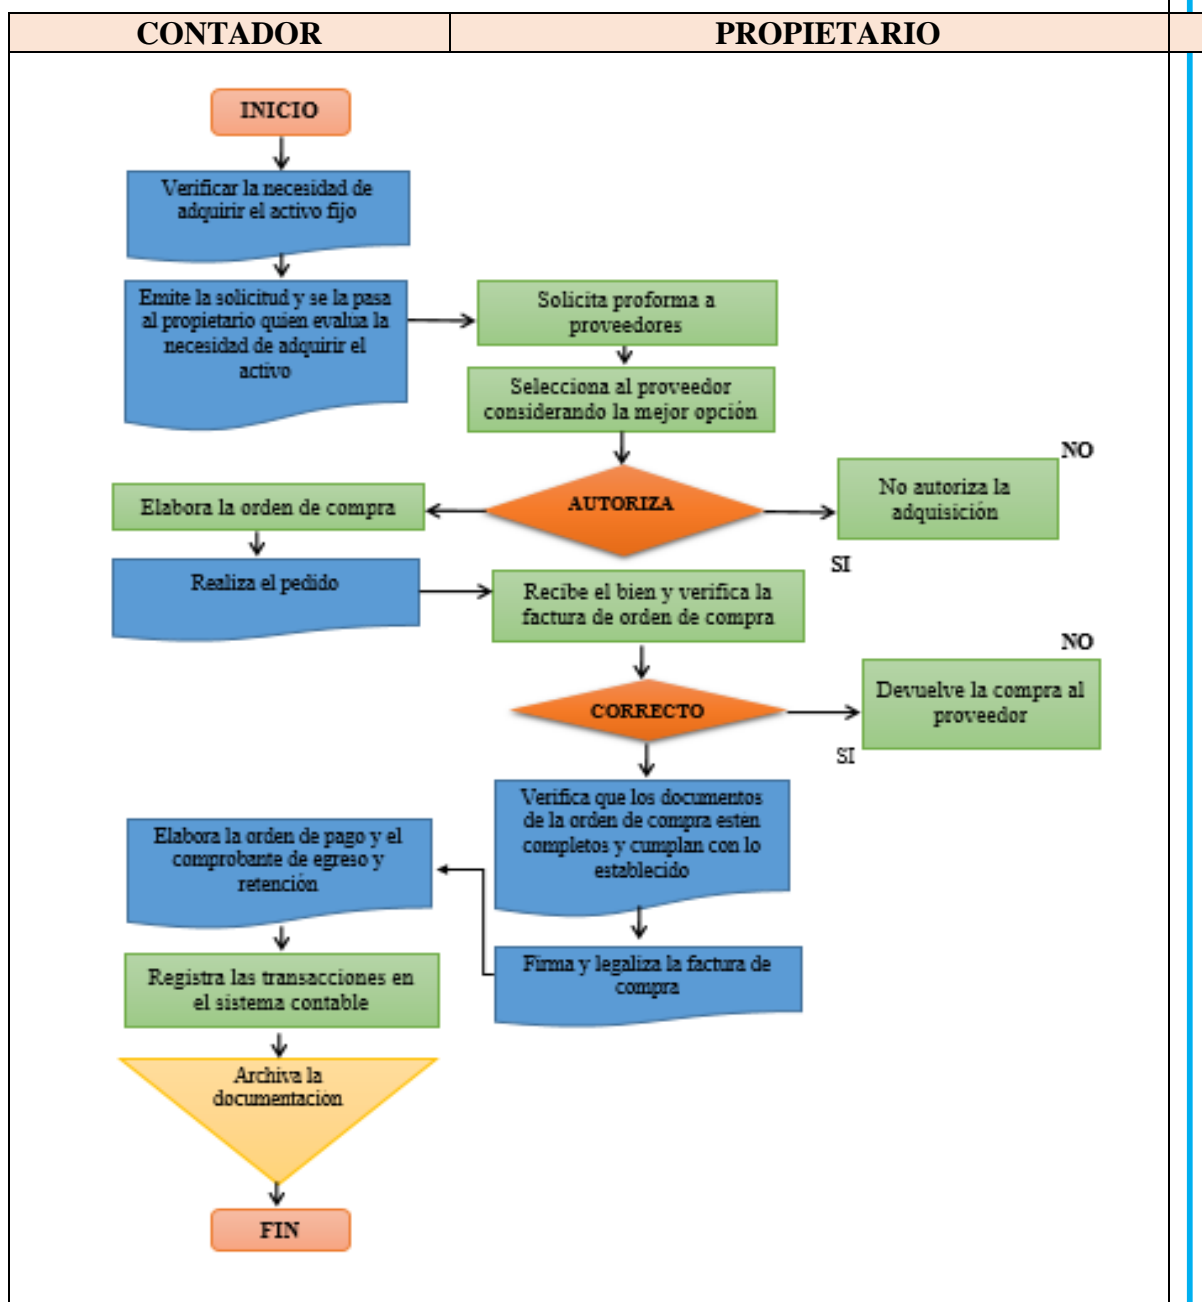 CONTADOR
PROPIETARIO
INICIO
Verificar la necesidad de
adquirir el activo fijo
Emite la solicitud y se la pasa
al propietario quien evalua la
necesidad de adquirir el
activo
Solicita proforma a
proveedores
Selecciona al proveedor
considerando la mejor opción
AUTORIZA
NO
No autoriza la
adquisición
SI
Elabora la orden de compra
Realiza el pedido
Recibe el bien y verifica la
factura de orden de compra
CORRECTO
NO
Devuelve la compra al
proveedor
SI
Verifica que los documentos
de la orden de compra estén
completos y cumplan con lo
establecido
Firma y legaliza la factura de
compra
Elabora la orden de pago y el
comprobante de egreso y
retención
Registra las transacciones en
el sistema contable
Archiva la
documentación
FIN